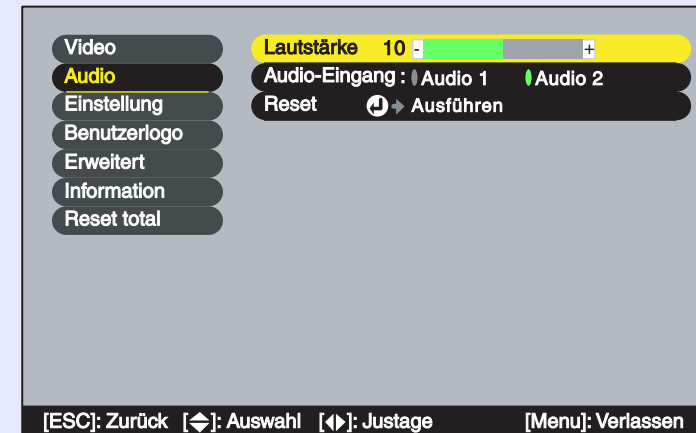 Video
Audio
Einstellung
Benutzerlogo
Erweitert
Information
Reset total
Lautstärke 10 - +
Audio-Eingang : Audio 1 Audio 2
Reset Ausführen
[ESC]: Zurück [ ]: Auswahl [ ]: Justage [Menu]: Verlassen